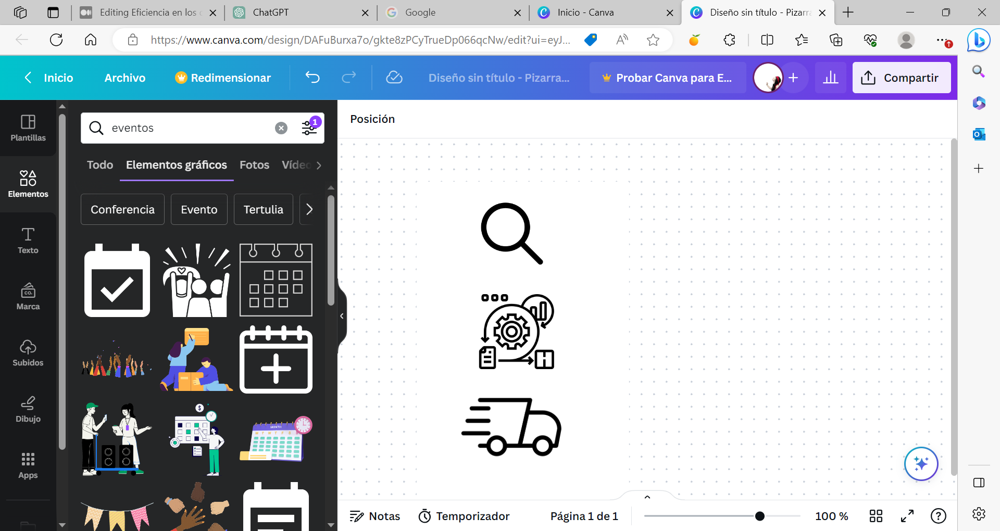 Editing Eficiencia en los
ChatGPT
Google
Inicio - Canva
Diseño sin título - Pizarra
https://www.canva.com/design/DAFuBurxa7o/gkte8zPCyTrueDp066qcNw/edit?ui=eyJ...
Inicio
Archivo
Redimensionar
Diseño sin título - Pizarra...
Probar Canva para E...
Compartir
Plantillas
Elementos
Texto
CO.
Marca
Subidos
Dibujo
Apps
eventos
1
Todo
Elementos gráficos
Fotos
Vídeo
Conferencia
Evento
Tertulia
MONTH
M T W T F S S
Posición
Notas
Temporizador
Página 1 de 1
100 %